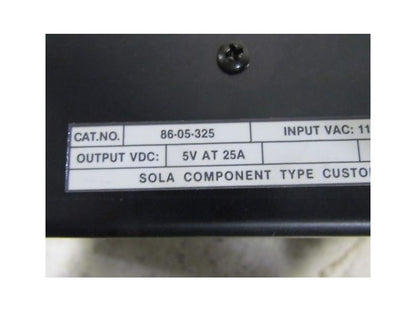 CAT.NO. 86-05-325 INPUT VAC: 11
OUTPUT VDC: 5V AT 25A
SOLA COMPONENT TYPE CUSTO